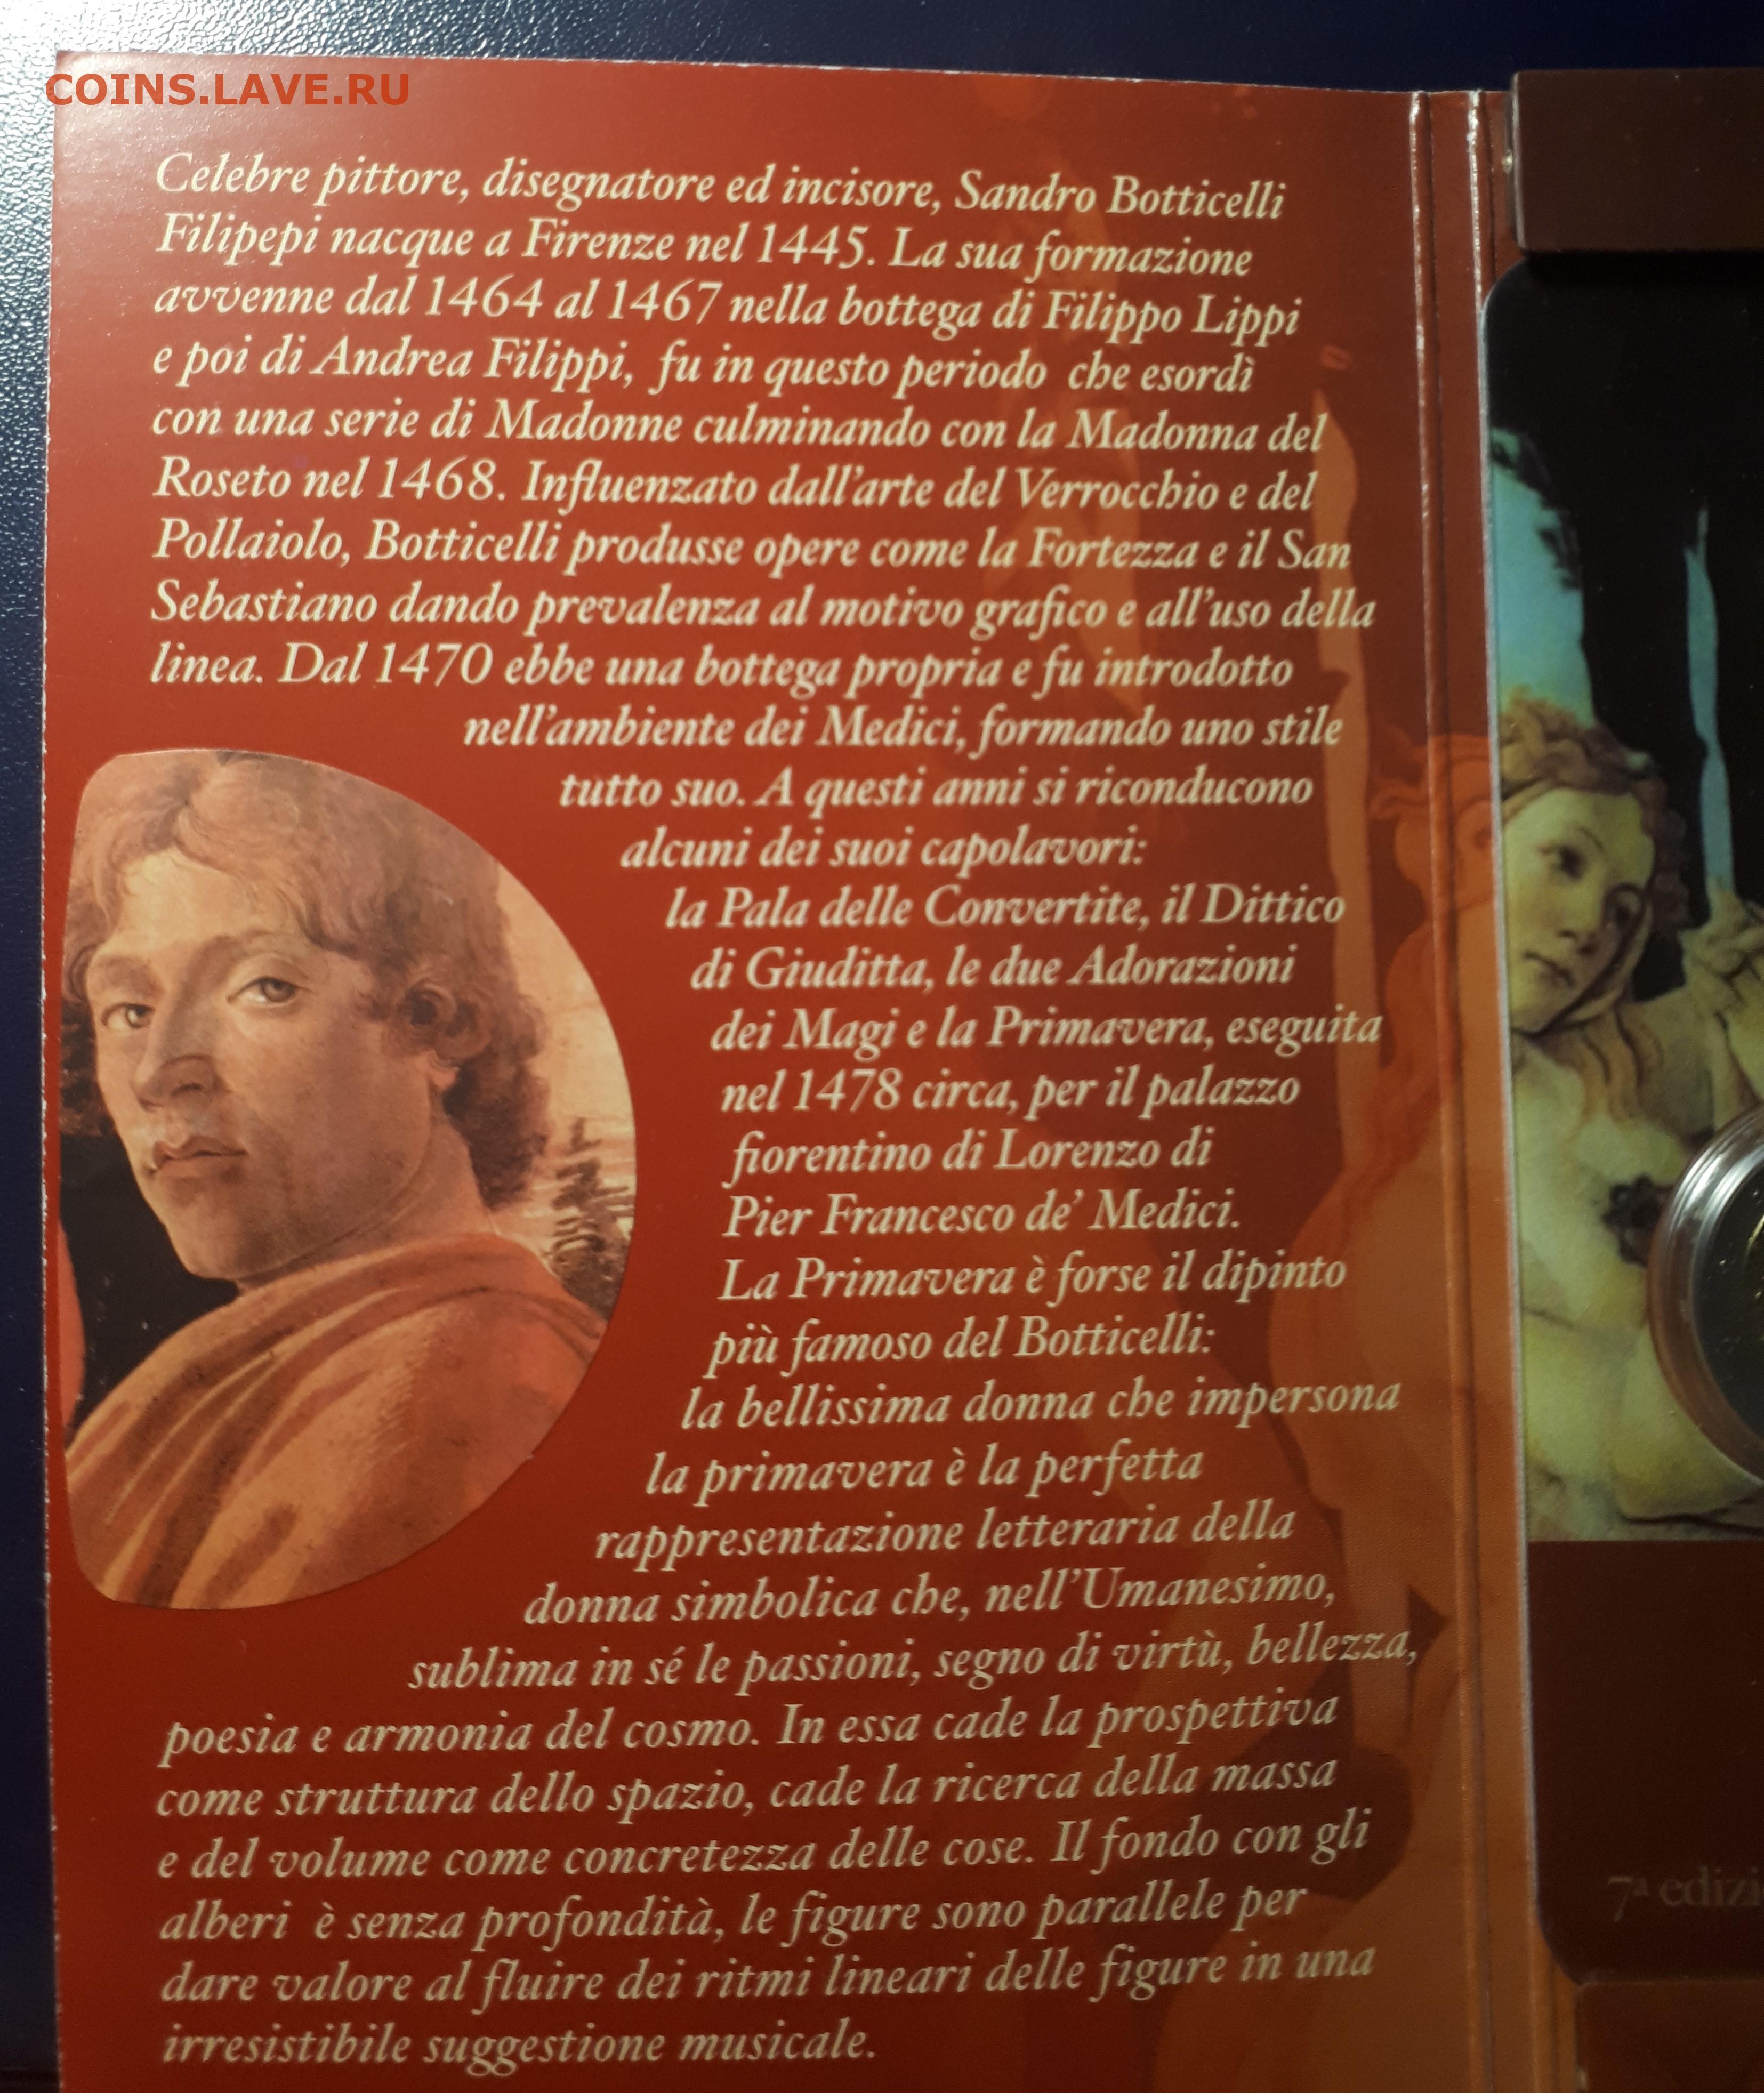 COINS.LAVE.RU
Celebre pittore, disegnatore ed incisore, Sandro Botticelli
Filipepi nacque a Firenze nel 1445. La sua formazione
avvenne dal 1464 al 1467 nella bottega di Filippo Lippi
e poi di Andrea Filippi, fu in questo periodo che esordì
con una serie di Madonne culminando con la Madonna del
Roseto nel 1468. Influenzato dall'arte del Verrocchio e del
Pollaiolo, Botticelli produsse opere come la Fortezza e il San
Sebastiano dando prevalenza al motivo grafico e all'uso della
linea. Dal 1470 ebbe una bottega propria e fu introdotto
nell'ambiente dei Medici, formando uno stile
tutto suo. A questi anni si riconducono
alcuni dei suoi capolavori:
la Pala delle Convertite, il Dittico
di Giuditta, le due Adorazioni
dei Magi e la Primavera, eseguita
nel 1478 circa, per il palazzo
fiorentino di Lorenzo di
Pier Francesco de' Medici.
La Primavera è forse il dipinto
più famoso del Botticelli:
la bellissima donna che impersona
la primavera è la perfetta
rappresentazione letteraria della
donna simbolica che, nell'Umanesimo,
sublima in sé le passioni, segno di virtù, bellezza,
poesia e armonia del cosmo. In essa cade la prospettiva
come struttura dello spazio, cade la ricerca della massa
e del volume come concretezza delle cose. Il fondo con gli
alberi è senza profondità, le figure sono parallele per
dare valore al fluire dei ritmi lineari delle figure in una
irresistibile suggestione musicale.
7ª